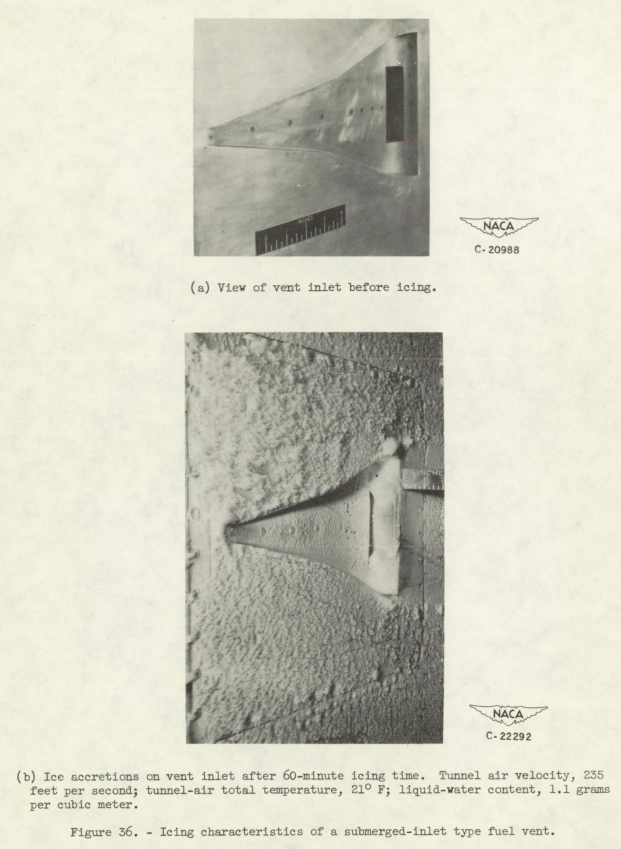 INCHES
NACA
C-20988
(a) View of vent inlet before icing.
NACA
C-22292
(b) Ice accretions on vent inlet after 60-minute icing time. Tunnel air velocity, 235
feet per second; tunnel-air total temperature, 21° F; liquid-water content, 1.1 grams
per cubic meter.
Figure 36. - Icing characteristics of a submerged-inlet type fuel vent.